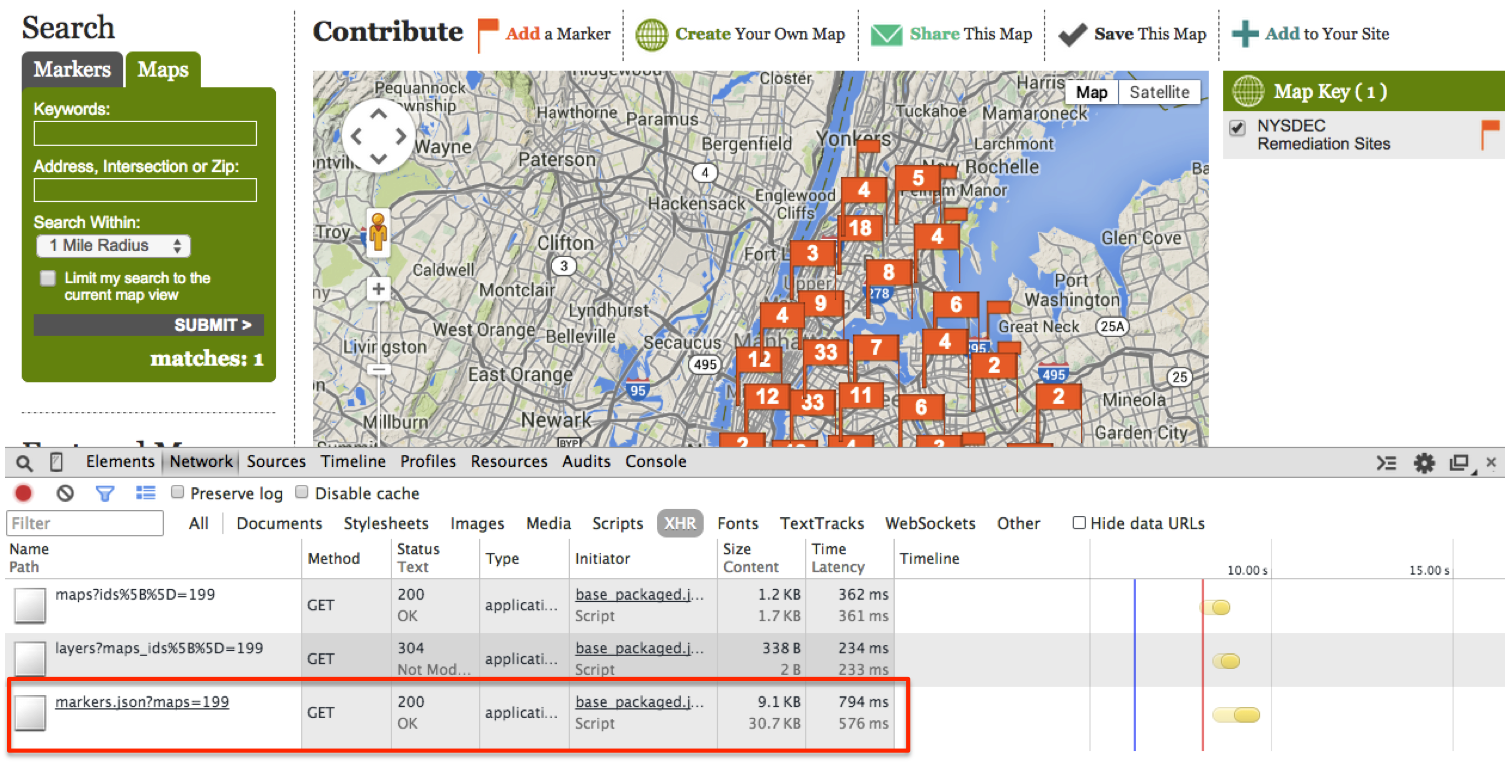 Search
Markers
Maps
Keywords:
Address, Intersection or Zip:
Search Within:
1 Mile Radius
Limit my search to the
current map view
SUBMIT >
matches: 1
Contribute
Add a Marker
Create Your Own Map
Share This Map
Save This Map
Add to Your Site
Map
Satellite
Map Key ( 1 )
NYSDEC
Remediation Sites
Closter
Pequannock
Hawthorne
Paramus
Tuckahoe
Mamaroneck
Wayne
Bergenfield
Yonkers
Larchmont
Paterson
4
New Rochelle
Hackensack
Englewood
Cliffs
4
5
Pelham Manor
Troy
18
4
Clifton
3
Glen Cove
3
Caldwell
8
Port
Washington
Montclair
Upper
278
9
6
Lyndhurst
4
Great Neck
25A
West Orange
Belleville
Secaucus
Manhattan
495
33
7
4
Livingston
12
2
495
25
East Orange
95
12
33
11
6
2
Mineola
Millburn
Newark
Garden City
BYP
2
4
3
Elements
Network
Sources
Timeline
Profiles
Resources
Audits
Console
Preserve log
Disable cache
Filter
All
Documents
Stylesheets
Images
Media
Scripts
XHR
Fonts
TextTracks
WebSockets
Other
Hide data URLs
Name
Path
Method
Status
Text
Type
Initiator
Size
Content
Time
Latency
Timeline
10.00 s
15.00 s
maps?ids%5B%5D=199
GET
200
OK
applicati...
base_packaged.j...
Script
1.2 KB
1.7 KB
362 ms
361 ms
layers?maps_ids%5B%5D=199
GET
304
Not Mod...
applicati...
base_packaged.j...
Script
338 B
2 B
234 ms
233 ms
markers.json?maps=199
GET
200
OK
applicati...
base_packaged.j...
Script
9.1 KB
30.7 KB
794 ms
576 ms